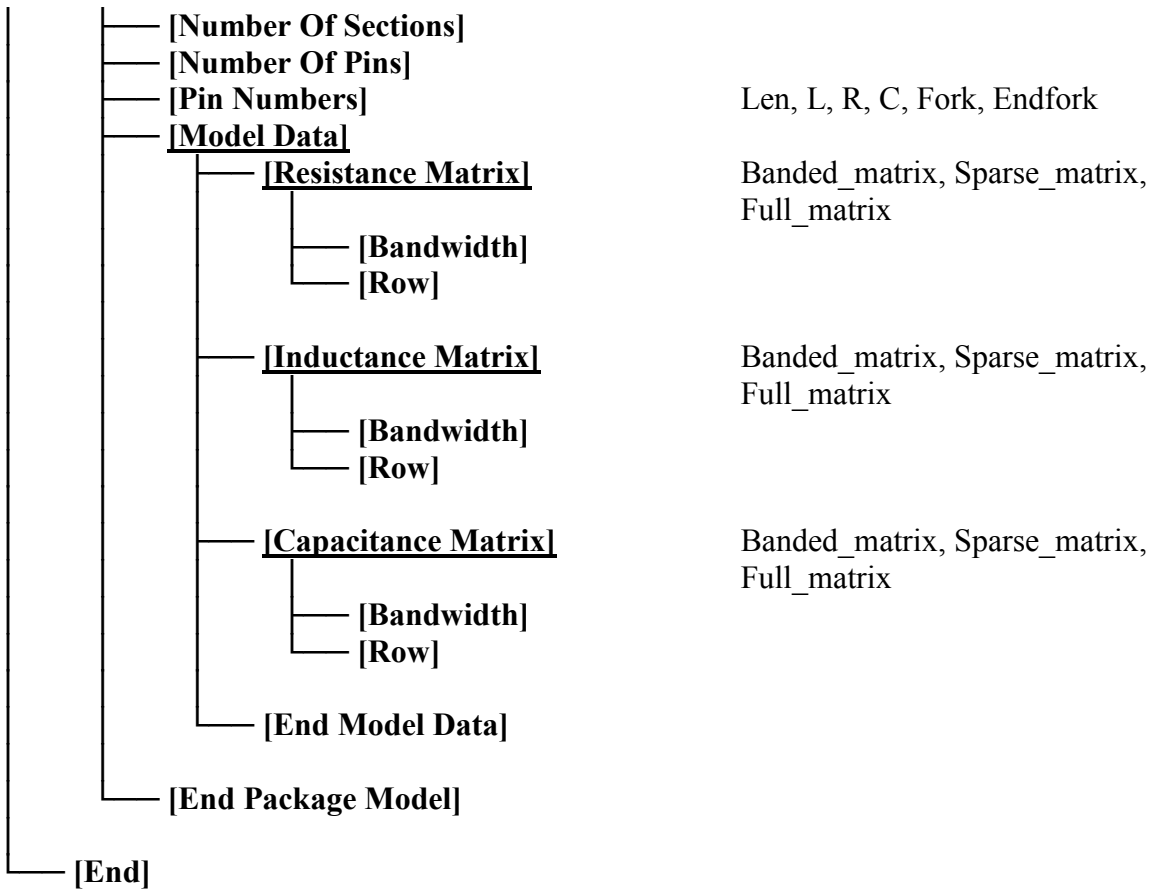 [Number Of Sections]
[Number Of Pins]
[Pin Numbers] Len, L, R, C, Fork, Endfork
[Model Data]
[Resistance Matrix] Banded_matrix, Sparse_matrix,
Full_matrix
[Bandwidth]
[Row]
[Inductance Matrix] Banded_matrix, Sparse_matrix,
Full_matrix
[Bandwidth]
[Row]
[Capacitance Matrix] Banded_matrix, Sparse_matrix,
Full_matrix
[Bandwidth]
[Row]
[End Model Data]
[End Package Model]
[End]